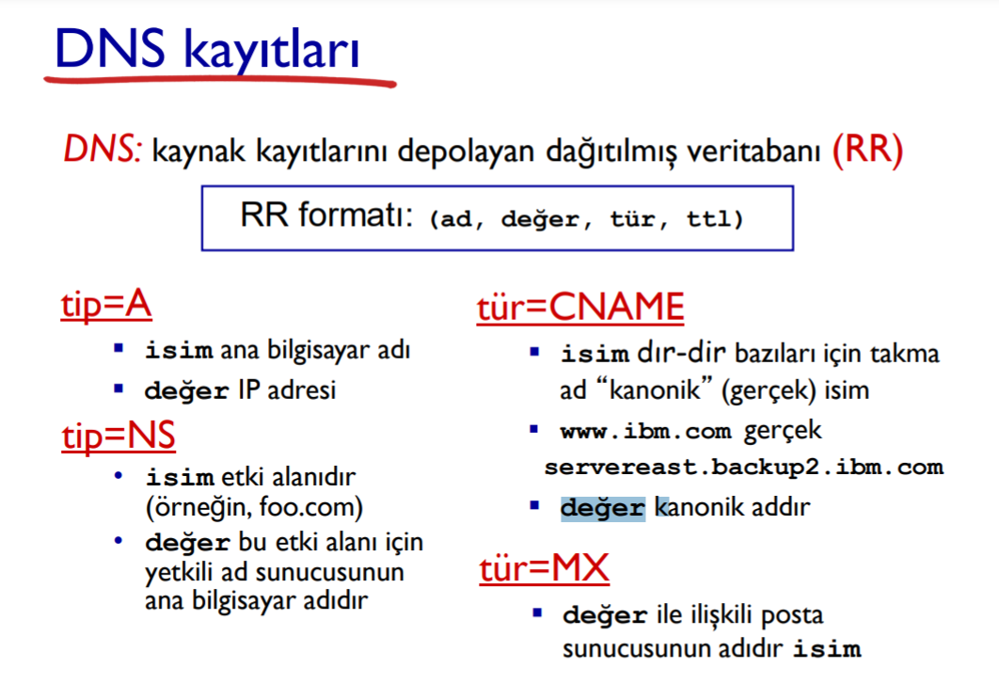 DNS kayıtları
DNS: kaynak kayıtlarını depolayan dağıtılmış veritabanı (RR)
RR formatı: (ad, değer, tür, ttl)
tip=A
isim ana bilgisayar adı
değer IP adresi
tip=NS
isim etki alanıdır
(örneğin, foo.com)
değer bu etki alanı için
yetkili ad sunucusunun
ana bilgisayar adıdır
tür=CNAME
isim dır-dir bazıları için takma
ad “kanonik” (gerçek) isim
www.ibm.com gerçek
servereast.backup2.ibm.com
değer kanonik addır
tür=MX
değer ile ilişkili posta
sunucusunun adıdır isim